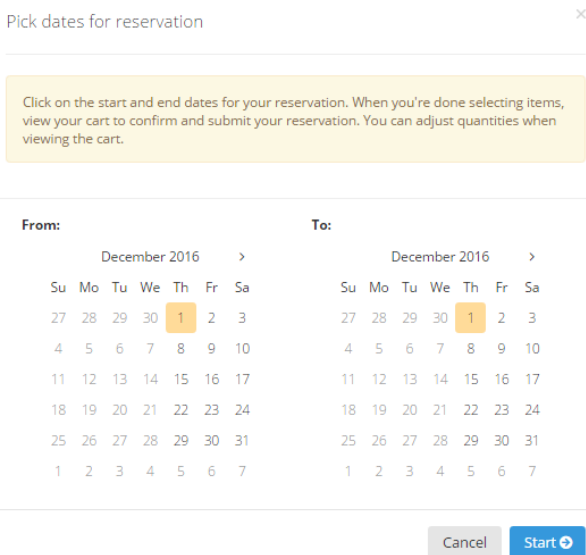 Pick dates for reservation
×
Click on the start and end dates for your reservation. When you're done selecting items,
view your cart to confirm and submit your reservation. You can adjust quantities when
viewing the cart.
From:
December 2016 >
Su Mo Tu We Th Fr Sa
27 28 29 30 1 2 3
4 5 6 7 8 9 10
11 12 13 14 15 16 17
18 19 20 21 22 23 24
25 26 27 28 29 30 31
1 2 3 4 5 6 7
To:
December 2016 >
Su Mo Tu We Th Fr Sa
27 28 29 30 1 2 3
4 5 6 7 8 9 10
11 12 13 14 15 16 17
18 19 20 21 22 23 24
25 26 27 28 29 30 31
1 2 3 4 5 6 7
Cancel
Start